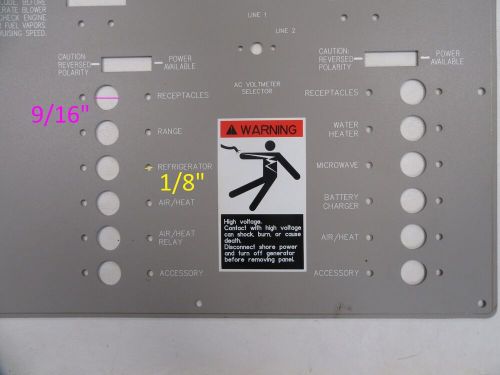 BEFORE
ERATE BLOWER
CHECK ENGINE
FUEL VAPORS.
UISING SPEED.
LINE 1
LINE 2
CAUTION:
REVERSED
POLARITY
POWER
AVAILABLE
AC VOLTMETER
SELECTOR
CAUTION:
REVERSED
POLARITY
POWER
AVAILABLE
9/16"
RECEPTACLES
RANGE
REFRIGERATOR
1/8"
AIR/HEAT
AIR/HEAT
RELAY
ACCESSORY
WARNING
High voltage.
Contact with high voltage
can shock, burn, or cause
death.
Disconnect shore power
and turn off generator
before removing panel.
RECEPTACLES
WATER
HEATER
MICROWAVE
BATTERY
CHARGER
AIR/HEAT
ACCESSORY